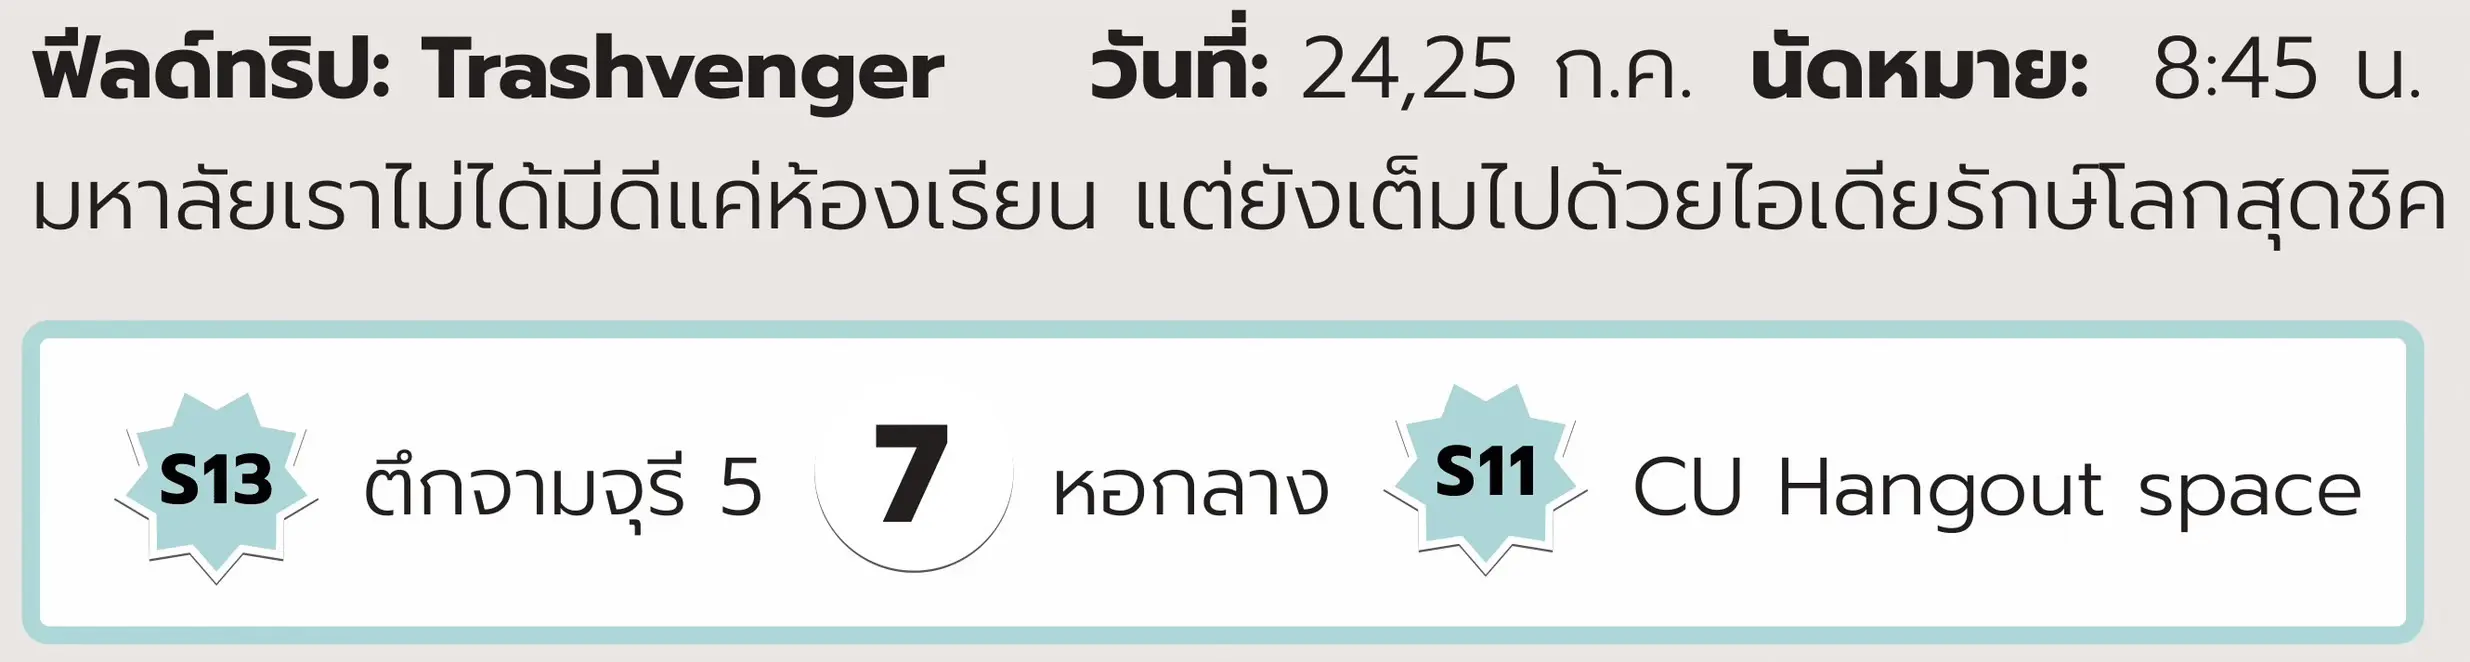 ฟีลด์ทริป: Trashvenger วันที่: 24,25 ก.ค. นัดหมาย: 8:45 น.
มหาลัยเราไม่ได้มีดีแค่ห้องเรียน แต่ยังเต็มไปด้วยไอเดียรักษ์โลกสุดชิค
S13 ตึกจามจุรี 5 7 หอกลาง S11 CU Hangout space